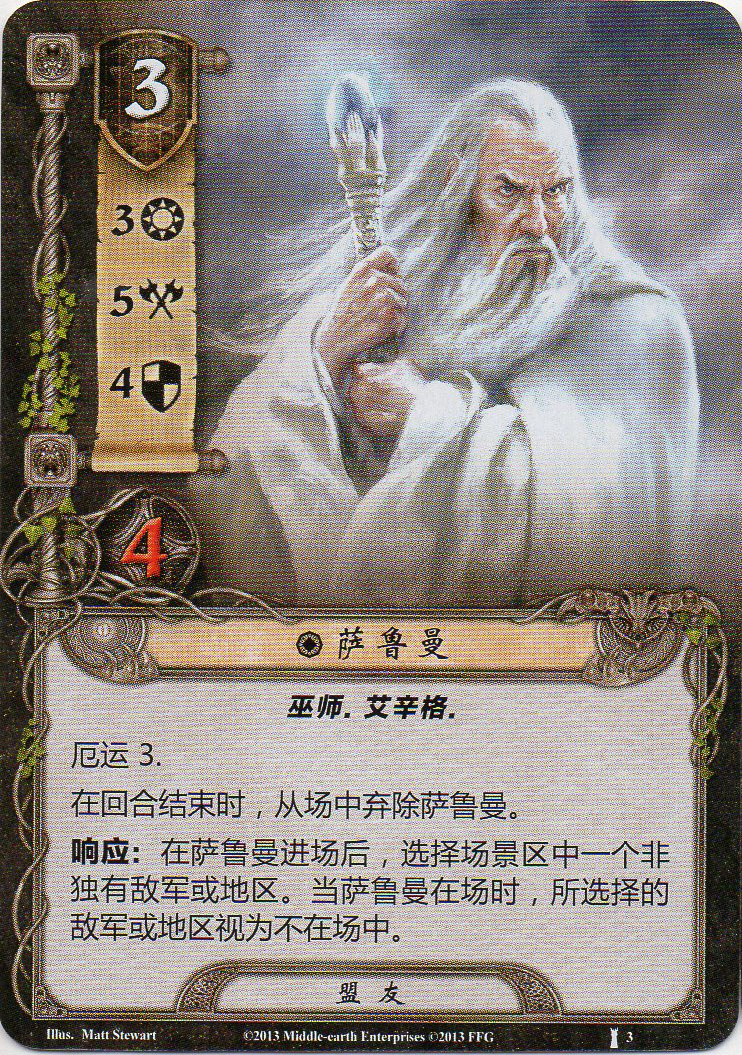 3
3
5
4
4
萨鲁曼
巫师. 艾辛格.
厄运 3.
在回合结束时，从场中弃除萨鲁曼。
响应：在萨鲁曼进场后，选择场景区中一个非
独有敌军或地区。当萨鲁曼在场时，所选择的
敌军或地区视为不在场中。
盟友
Illus. Matt Stewart ©2013 Middle-earth Enterprises ©2013 FFG 3